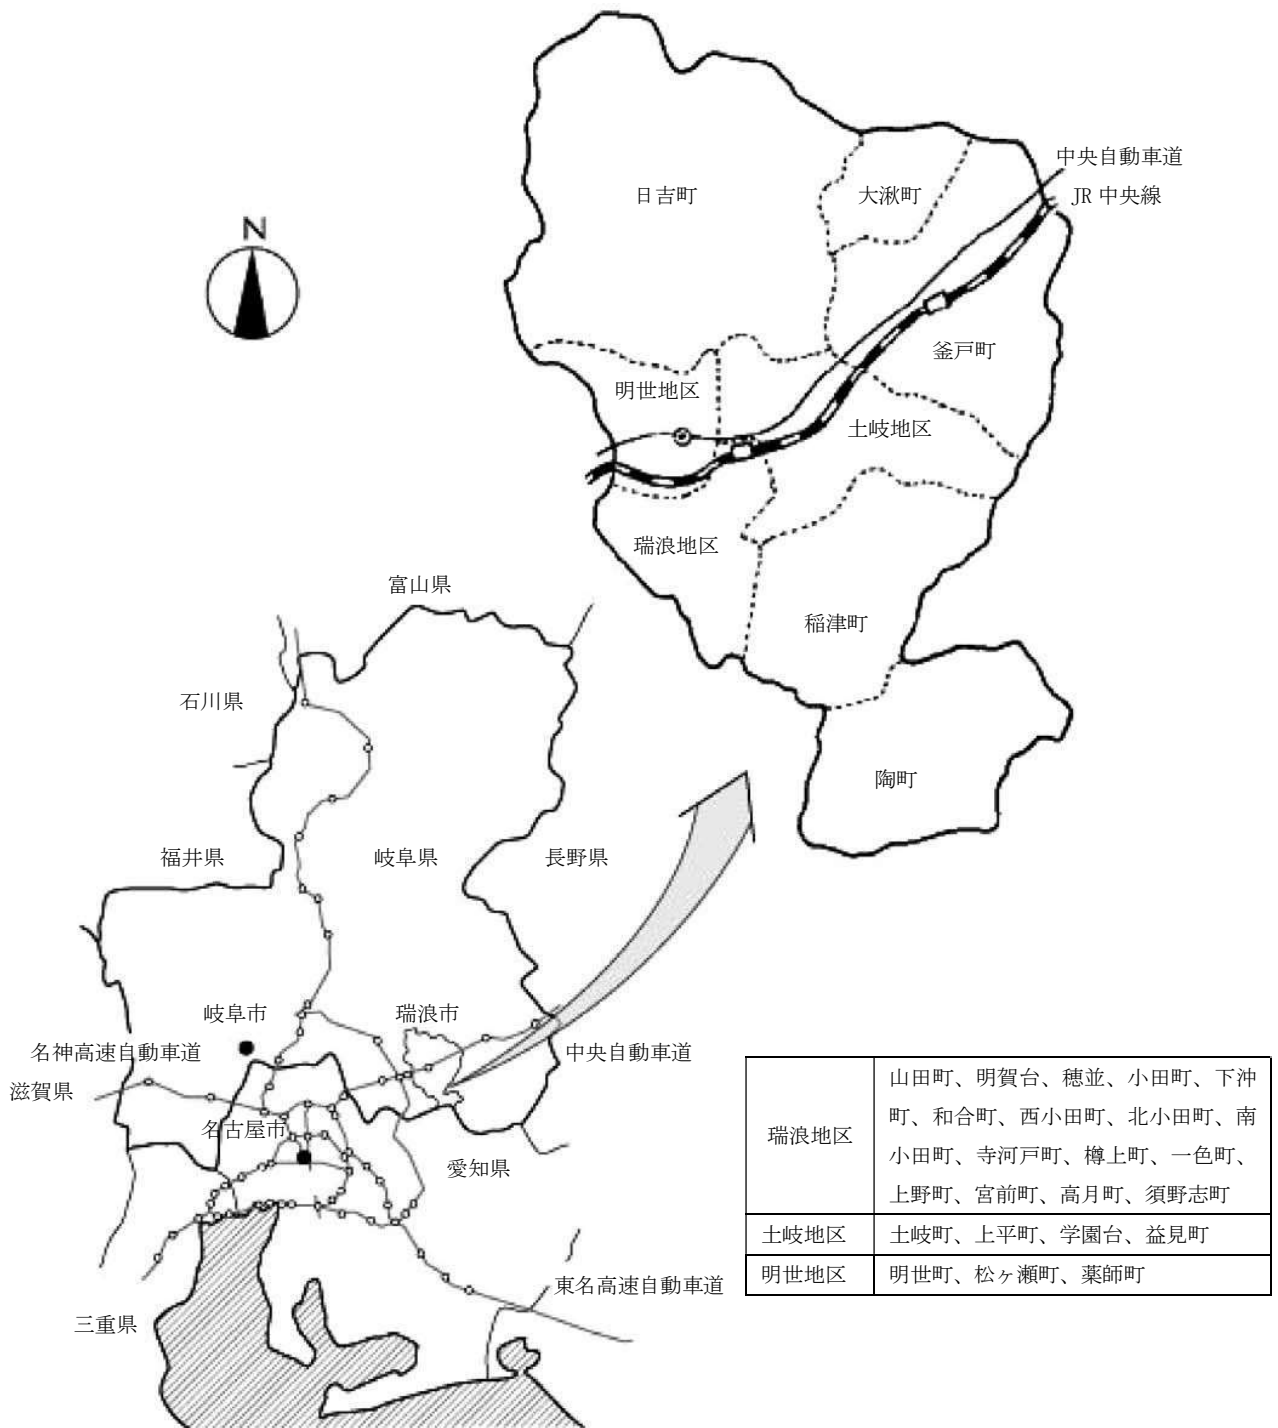 中央自動車道
日吉町
大湫町
JR 中央線
N
釜戸町
明世地区
土岐地区
瑞浪地区
富山県
稲津町
石川県
陶町
福井県
岐阜県
長野県
岐阜市
瑞浪市
名神高速自動車道
中央自動車道
滋賀県
名古屋市
愛知県
東名高速自動車道
三重県
瑞浪地区
山田町、明賀台、穂並、小田町、下沖
町、和合町、西小田町、北小田町、南
小田町、寺河戸町、樽上町、一色町、
上野町、宮前町、高月町、須野志町
土岐地区
土岐町、上平町、学園台、益見町
明世地区
明世町、松ヶ瀬町、薬師町